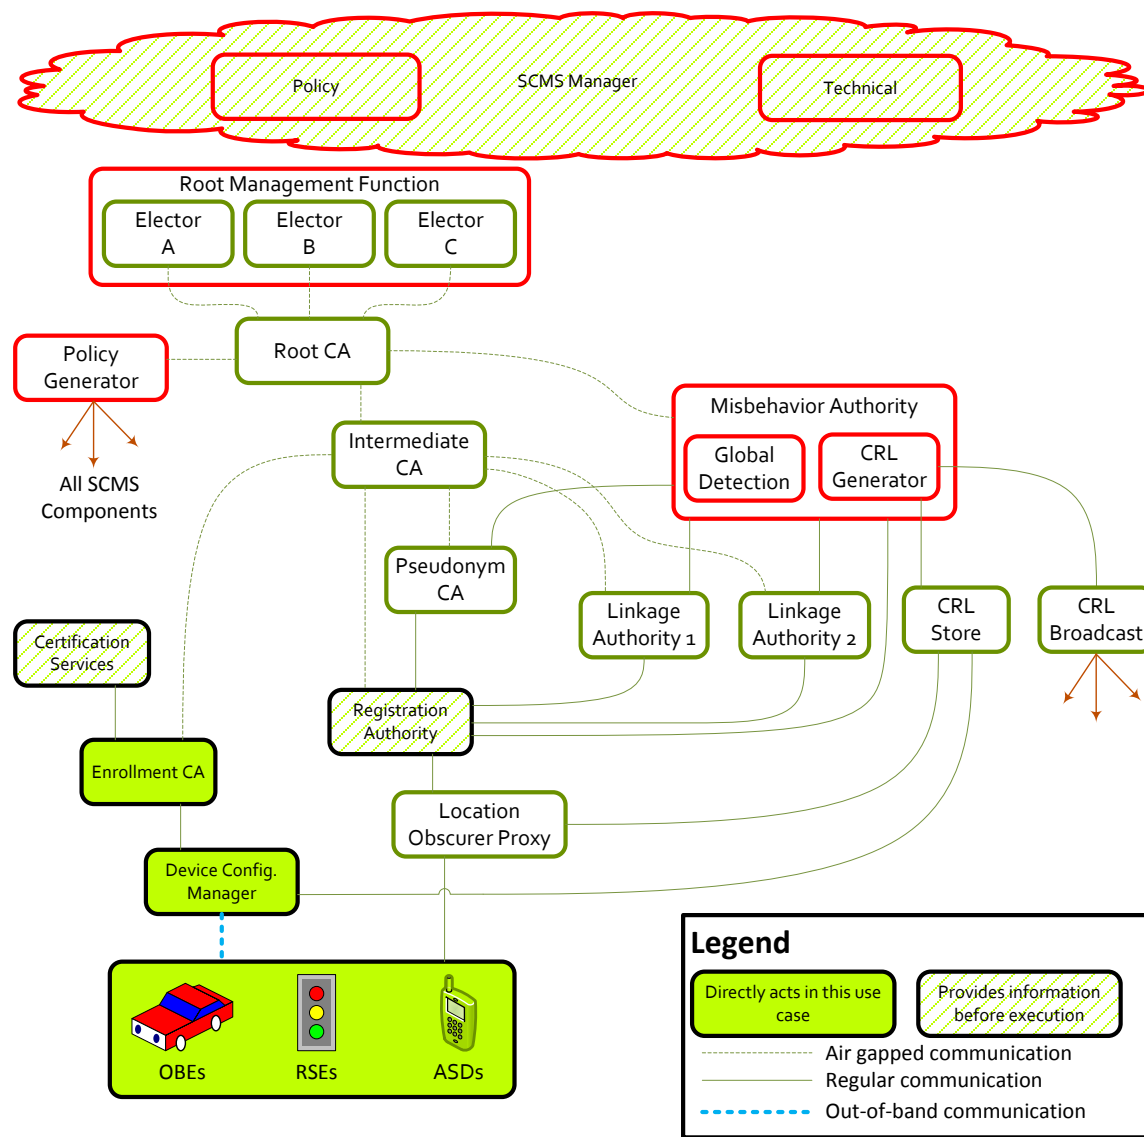 SCMS Manager
Policy
Technical
Root Management Function
Elector
A
Elector
B
Elector
C
Root CA
Policy
Generator
All SCMS
Components
Misbehavior Authority
Global
Detection
CRL
Generator
Intermediate
CA
Pseudonym
CA
Linkage
Authority 1
Linkage
Authority 2
CRL
Store
CRL
Broadcast
Certification
Services
Registration
Authority
Enrollment CA
Location
Obscurer Proxy
Device Config.
Manager
OBEs
RSEs
ASDs
Legend
Directly acts in this use
case
Provides information
before execution
Air gapped communication
Regular communication
Out-of-band communication